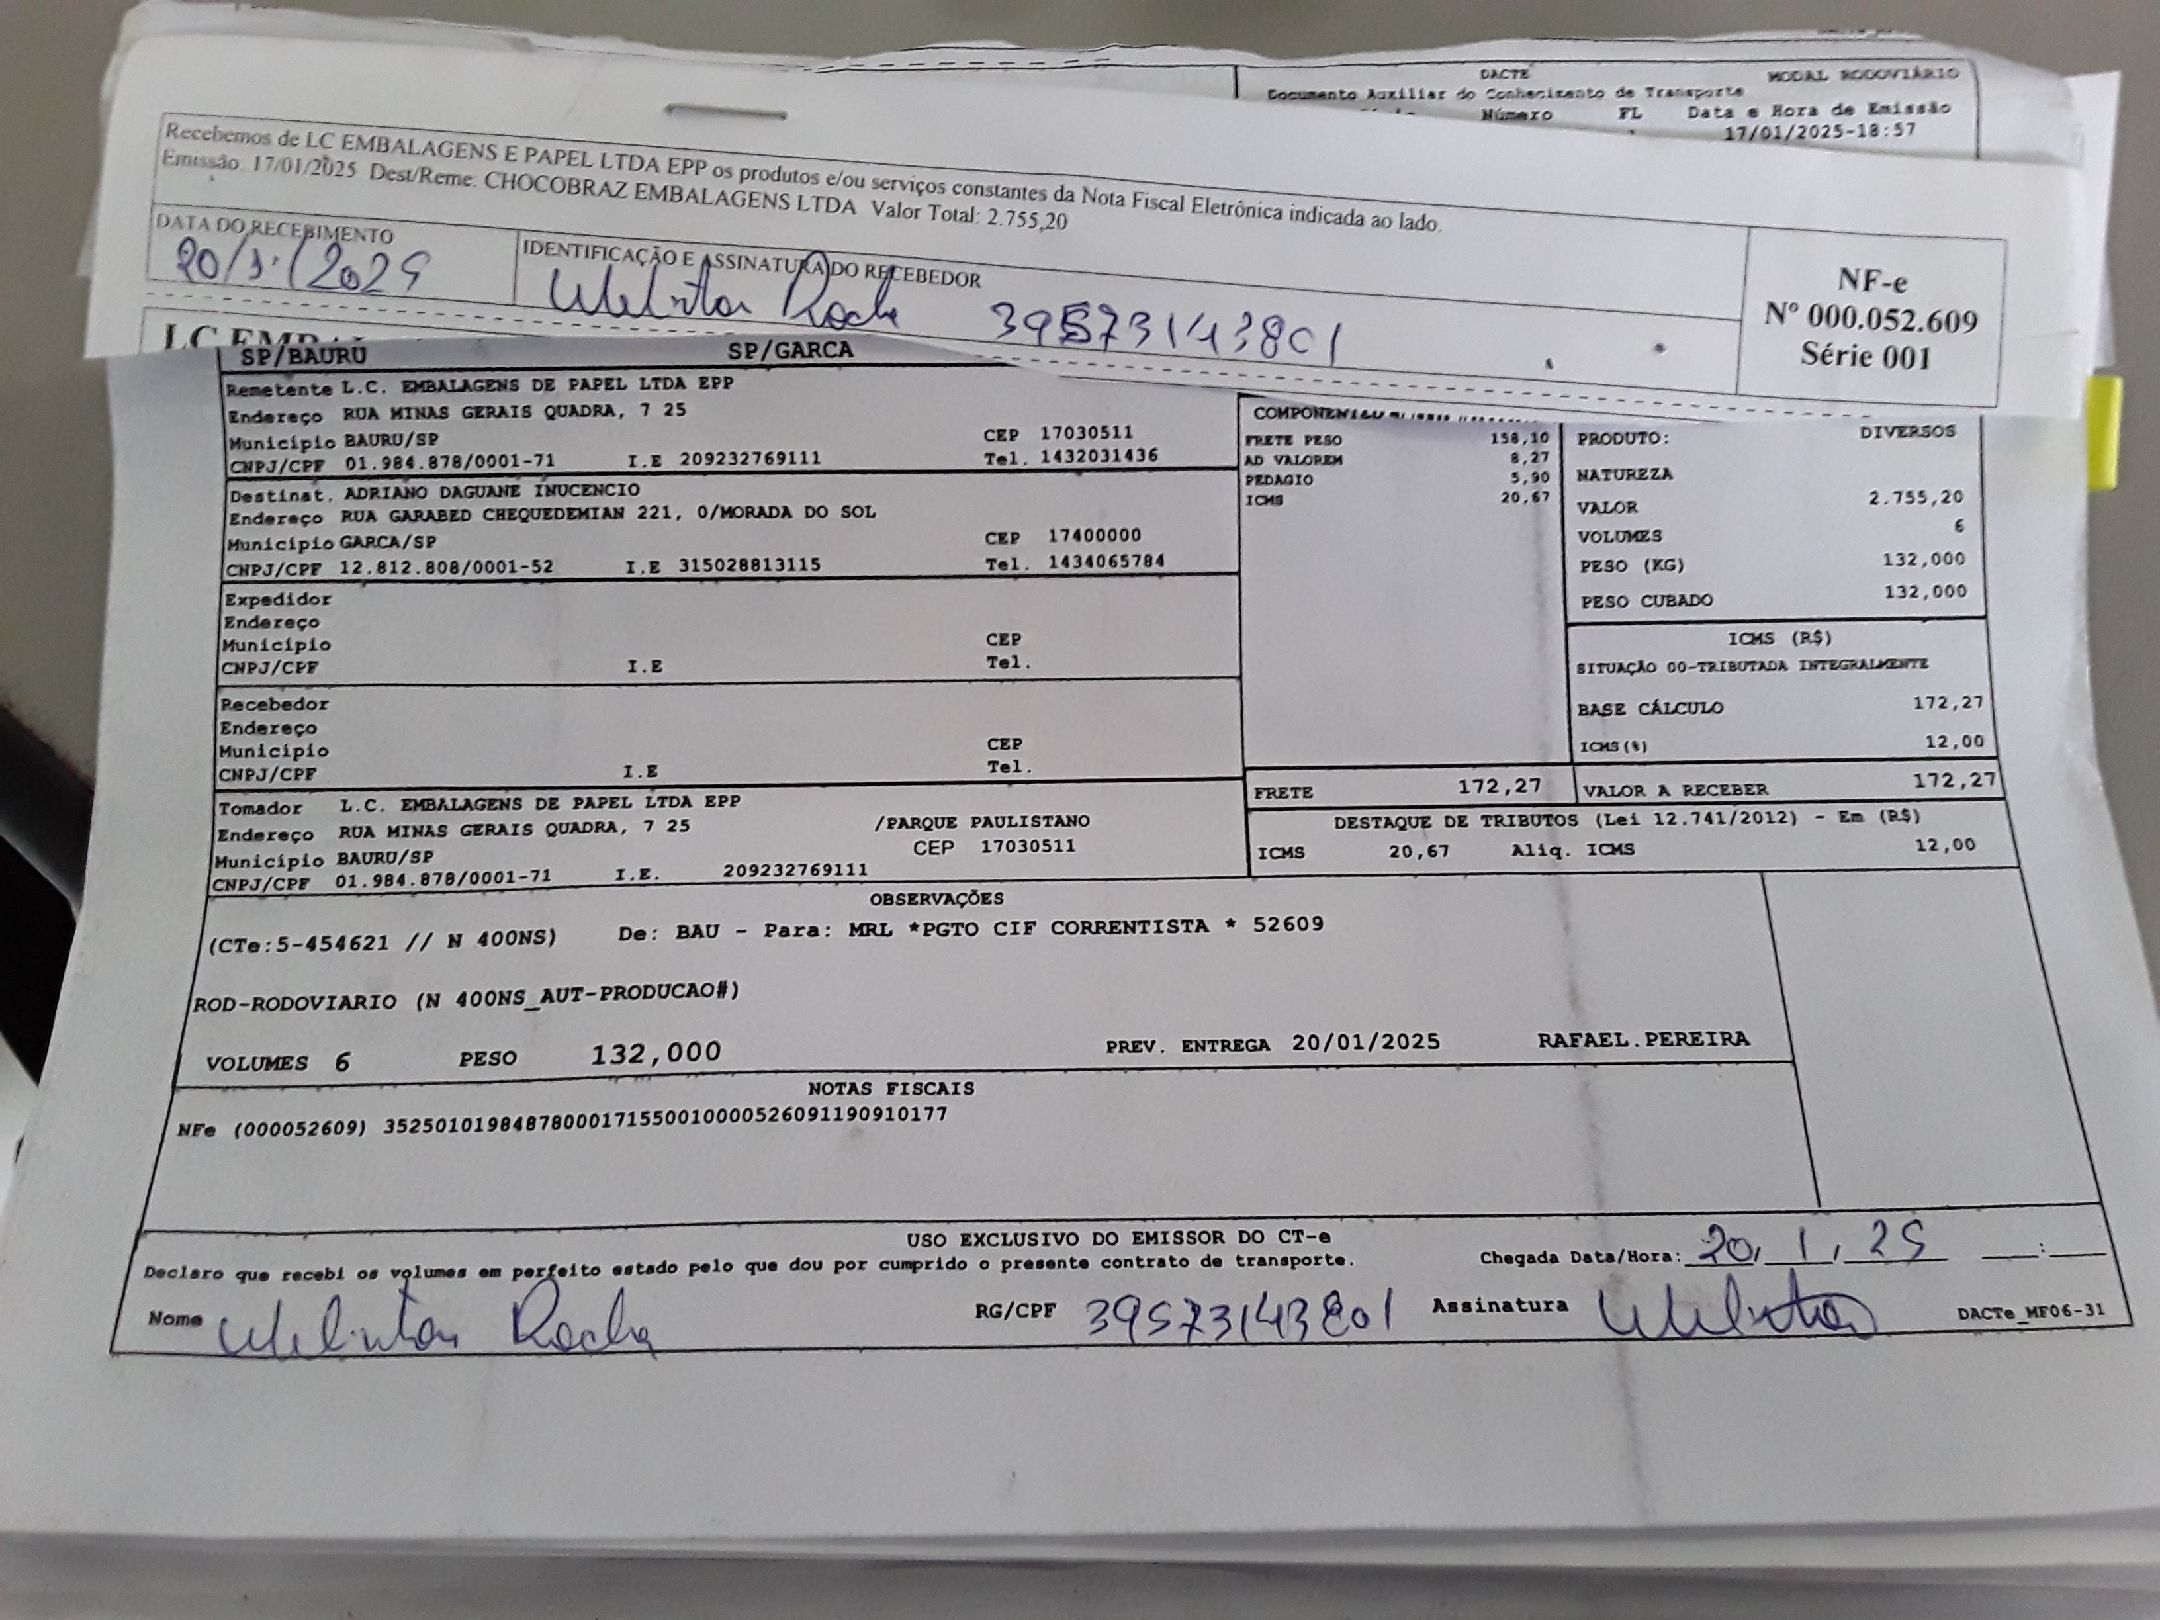 DACTE MODAL RODOVIÁRIO
Documento Auxiliar do Conhecimento de Transporte
Número FL Data e Hora de Emissão
17/01/2025-18:57
Recebemos de LC EMBALAGENS E PAPEL LTDA EPP os produtos e/ou serviços constantes da Nota Fiscal Eletrônica indicada ao lado.
Emissão. 17/01/2025 Dest/Reme: CHOCOBRAZ EMBALAGENS LTDA Valor Total: 2.755,20
DATA DO RECEBIMENTO
20/1/2025
IDENTIFICAÇÃO E ASSINATURA DO RECEBEDOR
Welinton Rocha 39573143801
NF-e
Nº 000.052.609
Série 001
SP/BAURU SP/GARCA
Remetente L.C. EMBALAGENS DE PAPEL LTDA EPP
Endereço RUA MINAS GERAIS QUADRA, 7 25
Município BAURU/SP CEP 17030511
CNPJ/CPF 01.984.878/0001-71 I.E 209232769111 Tel. 1432031436
Destinat. ADRIANO DAGUANE INUCENCIO
Endereço RUA GARABED CHEQUEDEMIAN 221, 0/MORADA DO SOL
Município GARCA/SP CEP 17400000
CNPJ/CPF 12.812.808/0001-52 I.E 315028813115 Tel. 1434065784
Expedidor
Endereço
Município CEP
CNPJ/CPF I.E Tel.
Recebedor
Endereço
Município CEP
CNPJ/CPF I.E Tel.
Tomador L.C. EMBALAGENS DE PAPEL LTDA EPP
Endereço RUA MINAS GERAIS QUADRA, 7 25 /PARQUE PAULISTANO
Município BAURU/SP CEP 17030511
CNPJ/CPF 01.984.878/0001-71 I.E. 209232769111
FRETE PESO 158,10
AD VALOREM 8,27
PEDAGIO 5,90
ICMS 20,67
PRODUTO: DIVERSOS
NATUREZA
VALOR 2.755,20
VOLUMES 6
PESO (KG) 132,000
PESO CUBADO 132,000
ICMS (R$)
SITUAÇÃO 00-TRIBUTADA INTEGRALMENTE
BASE CÁLCULO 172,27
ICMS(%) 12,00
FRETE 172,27 VALOR A RECEBER 172,27
DESTAQUE DE TRIBUTOS (Lei 12.741/2012) - Em (R$)
ICMS 20,67 Aliq. ICMS 12,00
OBSERVAÇÕES
(CTe:5-454621 // N 400NS) De: BAU - Para: MRL *PGTO CIF CORRENTISTA * 52609
ROD-RODOVIARIO (N 400NS_AUT-PRODUCAO#)
VOLUMES 6 PESO 132,000 PREV. ENTREGA 20/01/2025 RAFAEL.PEREIRA
NOTAS FISCAIS
NFe (000052609) 35250101984878000171550010000526091190910177
USO EXCLUSIVO DO EMISSOR DO CT-e
Declaro que recebi os volumes em perfeito estado pelo que dou por cumprido o presente contrato de transporte. Chegada Data/Hora: 20, 1, 25 __:__
Nome Welinton Rocha RG/CPF 39573143801 Assinatura Welinton DACTe_MF06-31